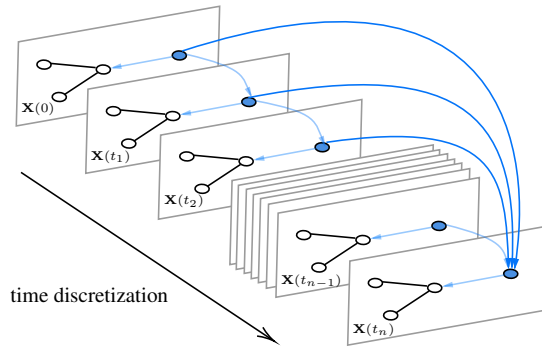 X(0)
X(t₁)
X(t₂)
X(tₙ₋₁)
X(tₙ)
time discretization